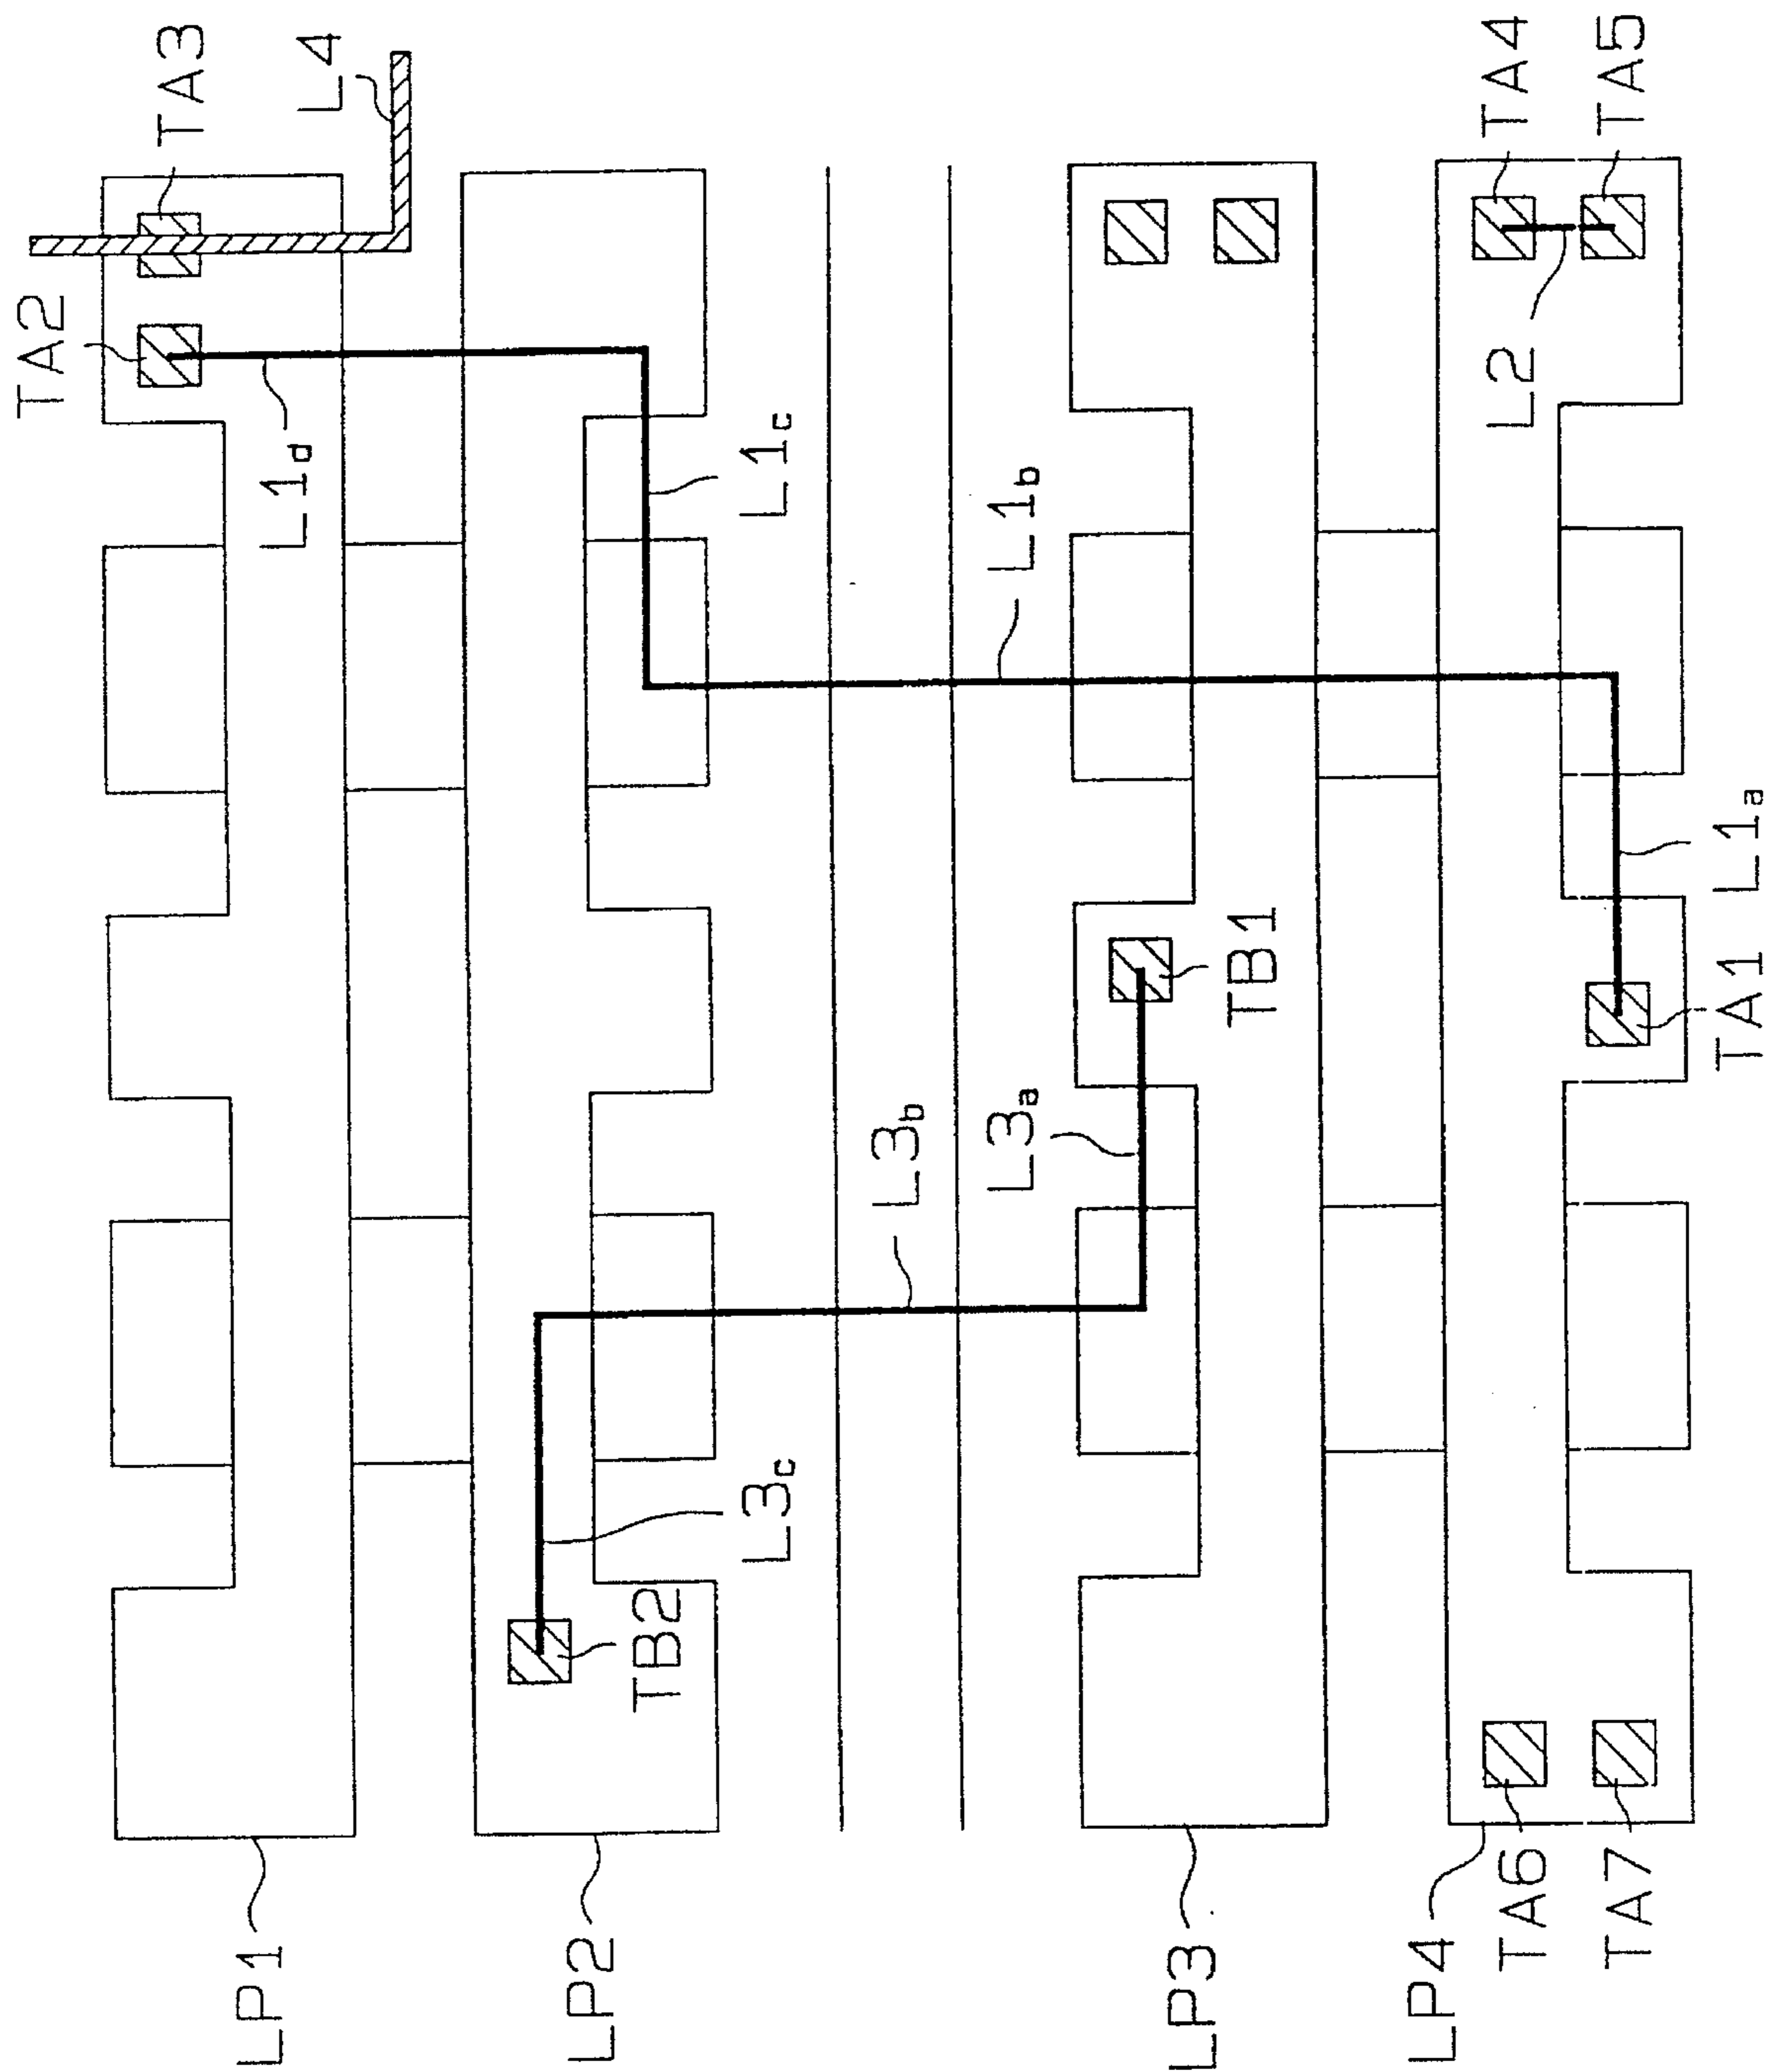 TA3
L4
TA2
L1d
L1c
L1b
TA4
TA5
L2
L1a
TB1
TA1
L3b
L3a
L3c
TB2
LP1
LP2
LP3
LP4
TA6
TA7